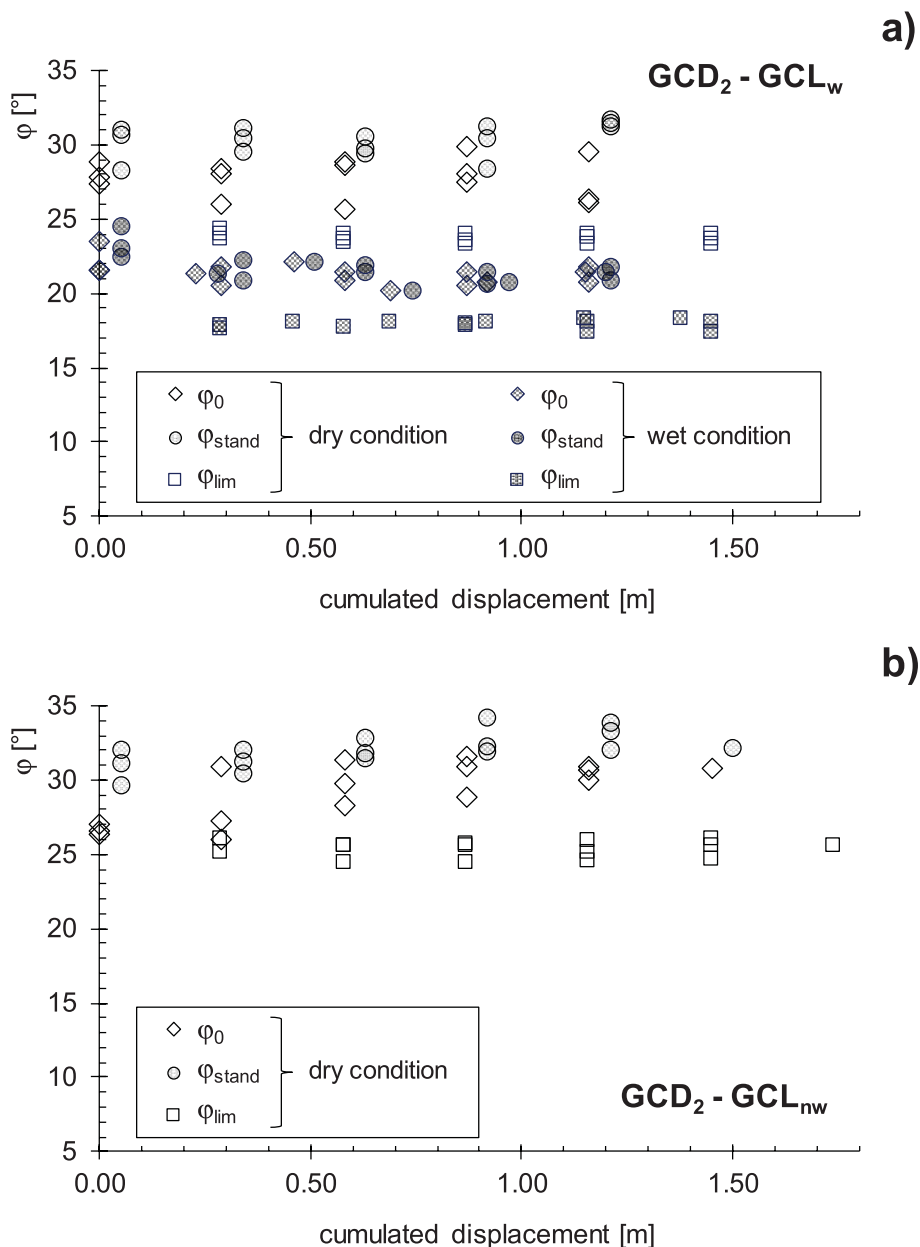 a)
GCD₂ - GCLw
φ [°]
35
30
25
20
15
10
5
φ₀
φstand
φlim
dry condition
φ₀
φstand
φlim
wet condition
0.00 0.50 1.00 1.50
cumulated displacement [m]
b)
φ [°]
35
30
25
20
15
10
5
φ₀
φstand
φlim
dry condition
GCD₂ - GCLnw
0.00 0.50 1.00 1.50
cumulated displacement [m]